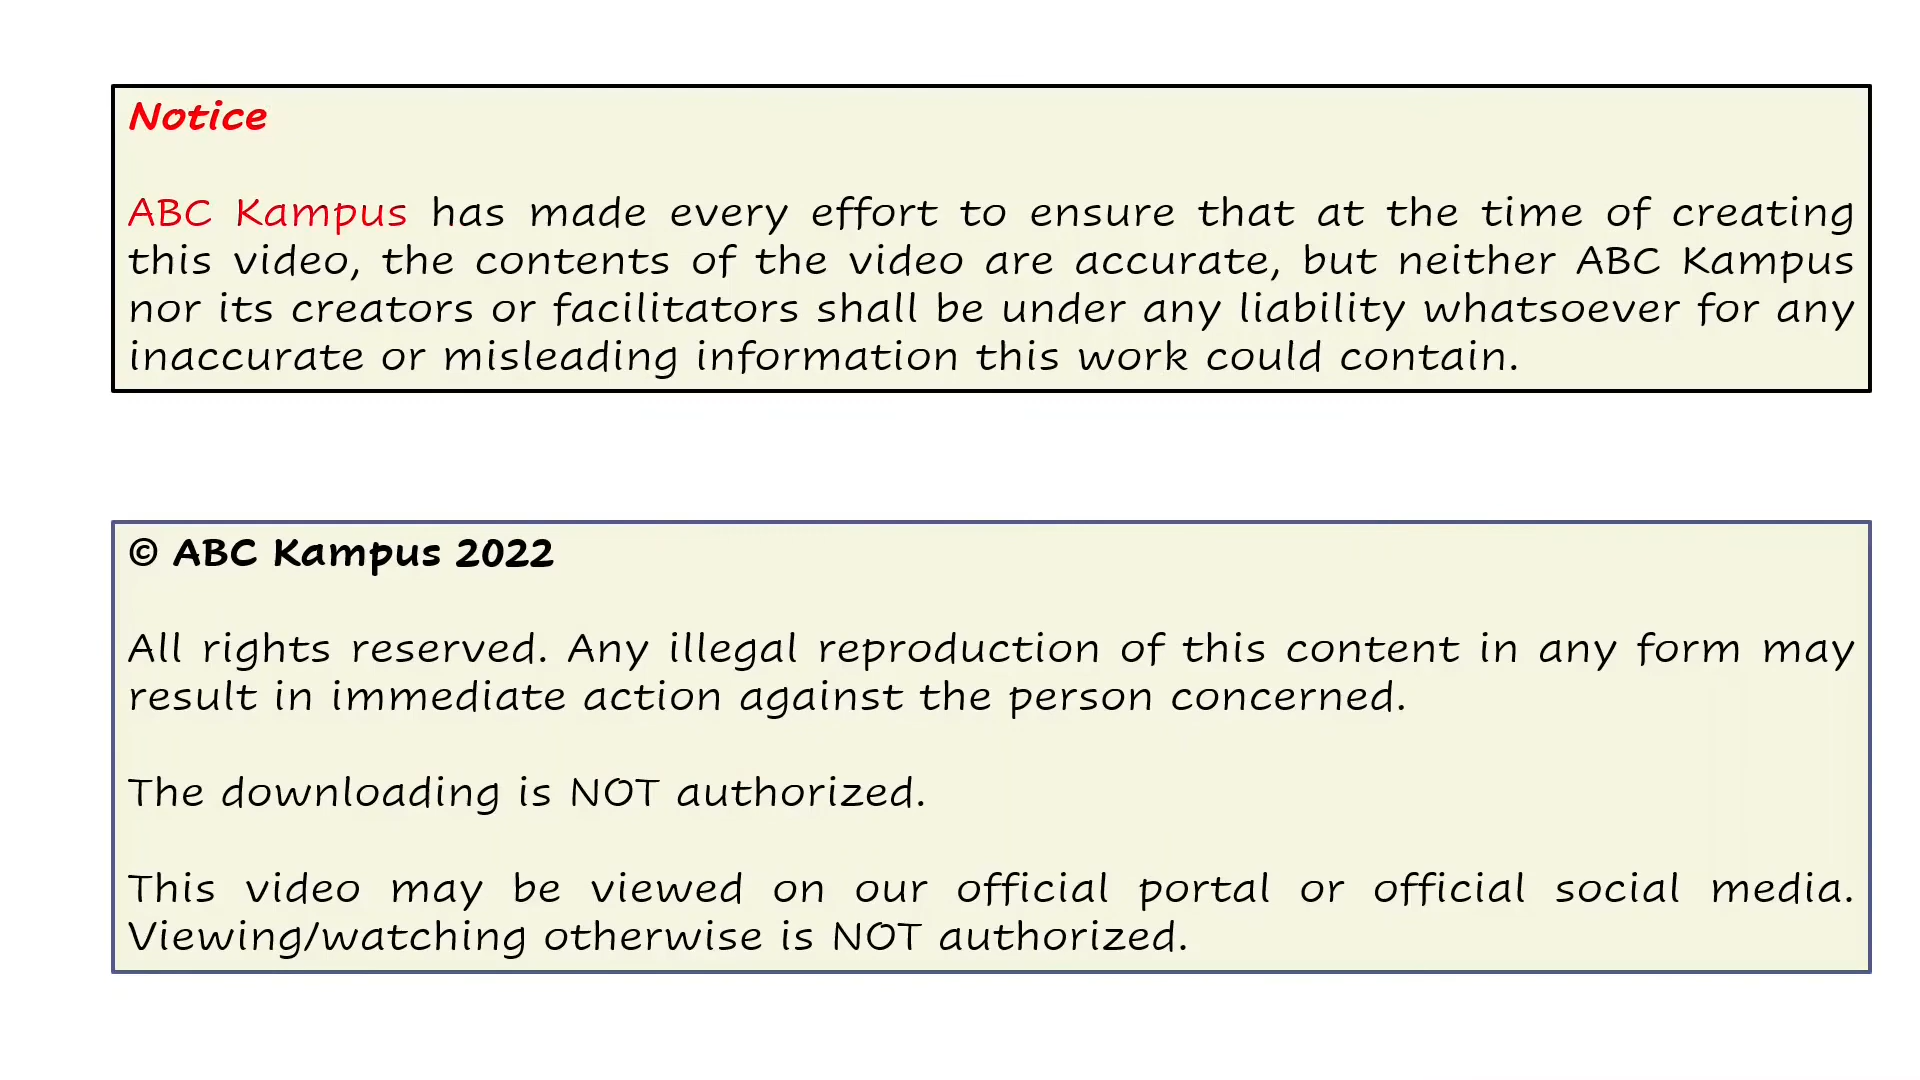 Notice
ABC Kampus has made every effort to ensure that at the time of creating
this video, the contents of the video are accurate, but neither ABC Kampus
nor its creators or facilitators shall be under any liability whatsoever for any
inaccurate or misleading information this work could contain.
© ABC Kampus 2022
All rights reserved. Any illegal reproduction of this content in any form may
result in immediate action against the person concerned.
The downloading is NOT authorized.
This video may be viewed on our official portal or official social media.
Viewing/watching otherwise is NOT authorized.